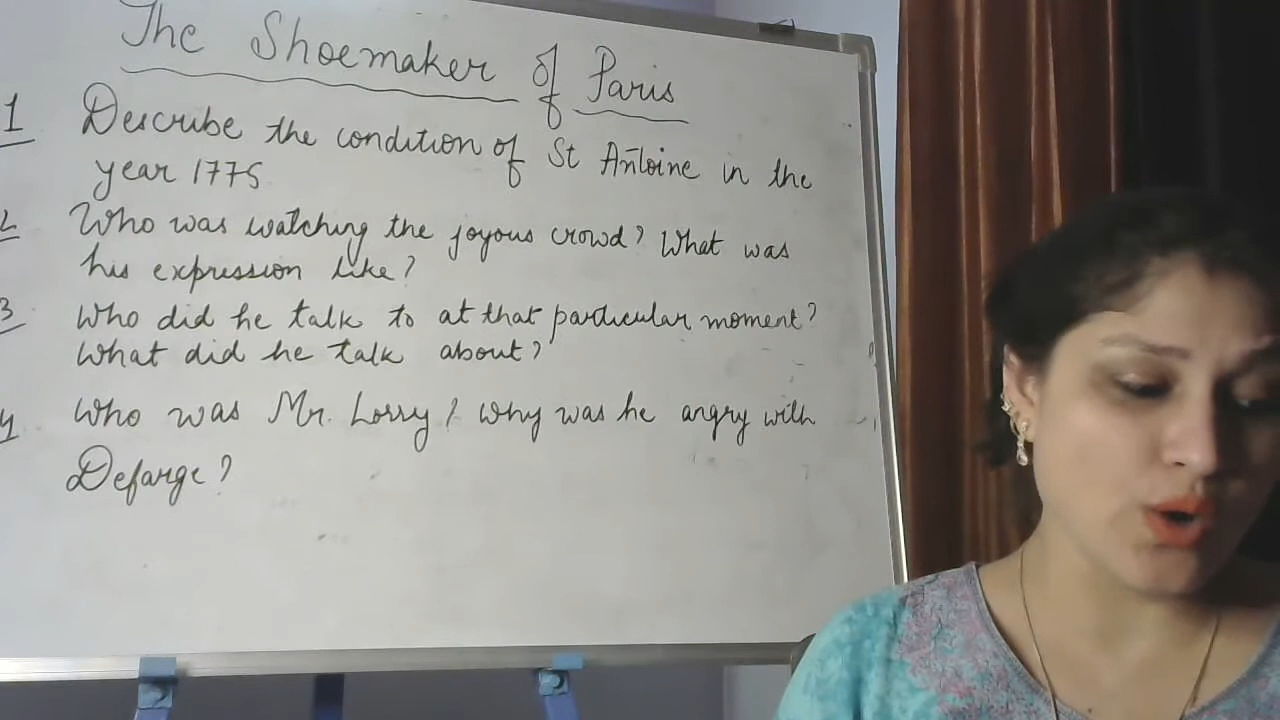 The Shoemaker of Paris
1 Describe the condition of St Antoine in the
year 1775
2 Who was watching the joyous crowd? What was
his expression like?
3 Who did he talk to at that particular moment?
What did he talk about?
4 Who was Mr. Lorry? Why was he angry with
Defarge?